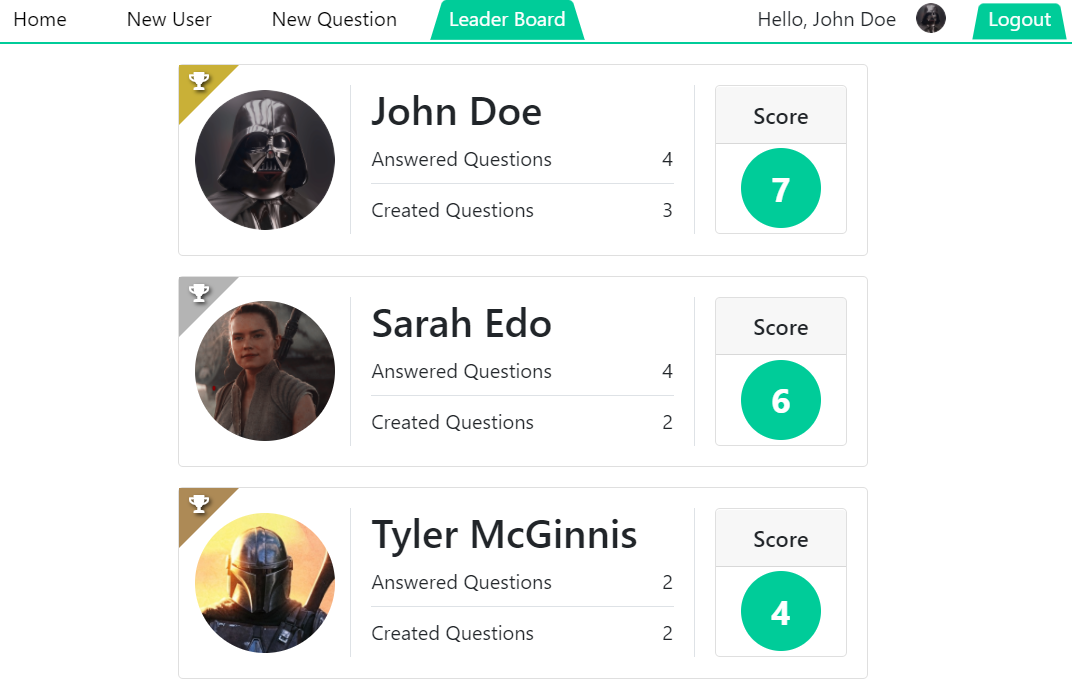 Home New User New Question Leader Board Hello, John Doe Logout
John Doe
Answered Questions 4
Created Questions 3
Score
7
Sarah Edo
Answered Questions 4
Created Questions 2
Score
6
Tyler McGinnis
Answered Questions 2
Created Questions 2
Score
4